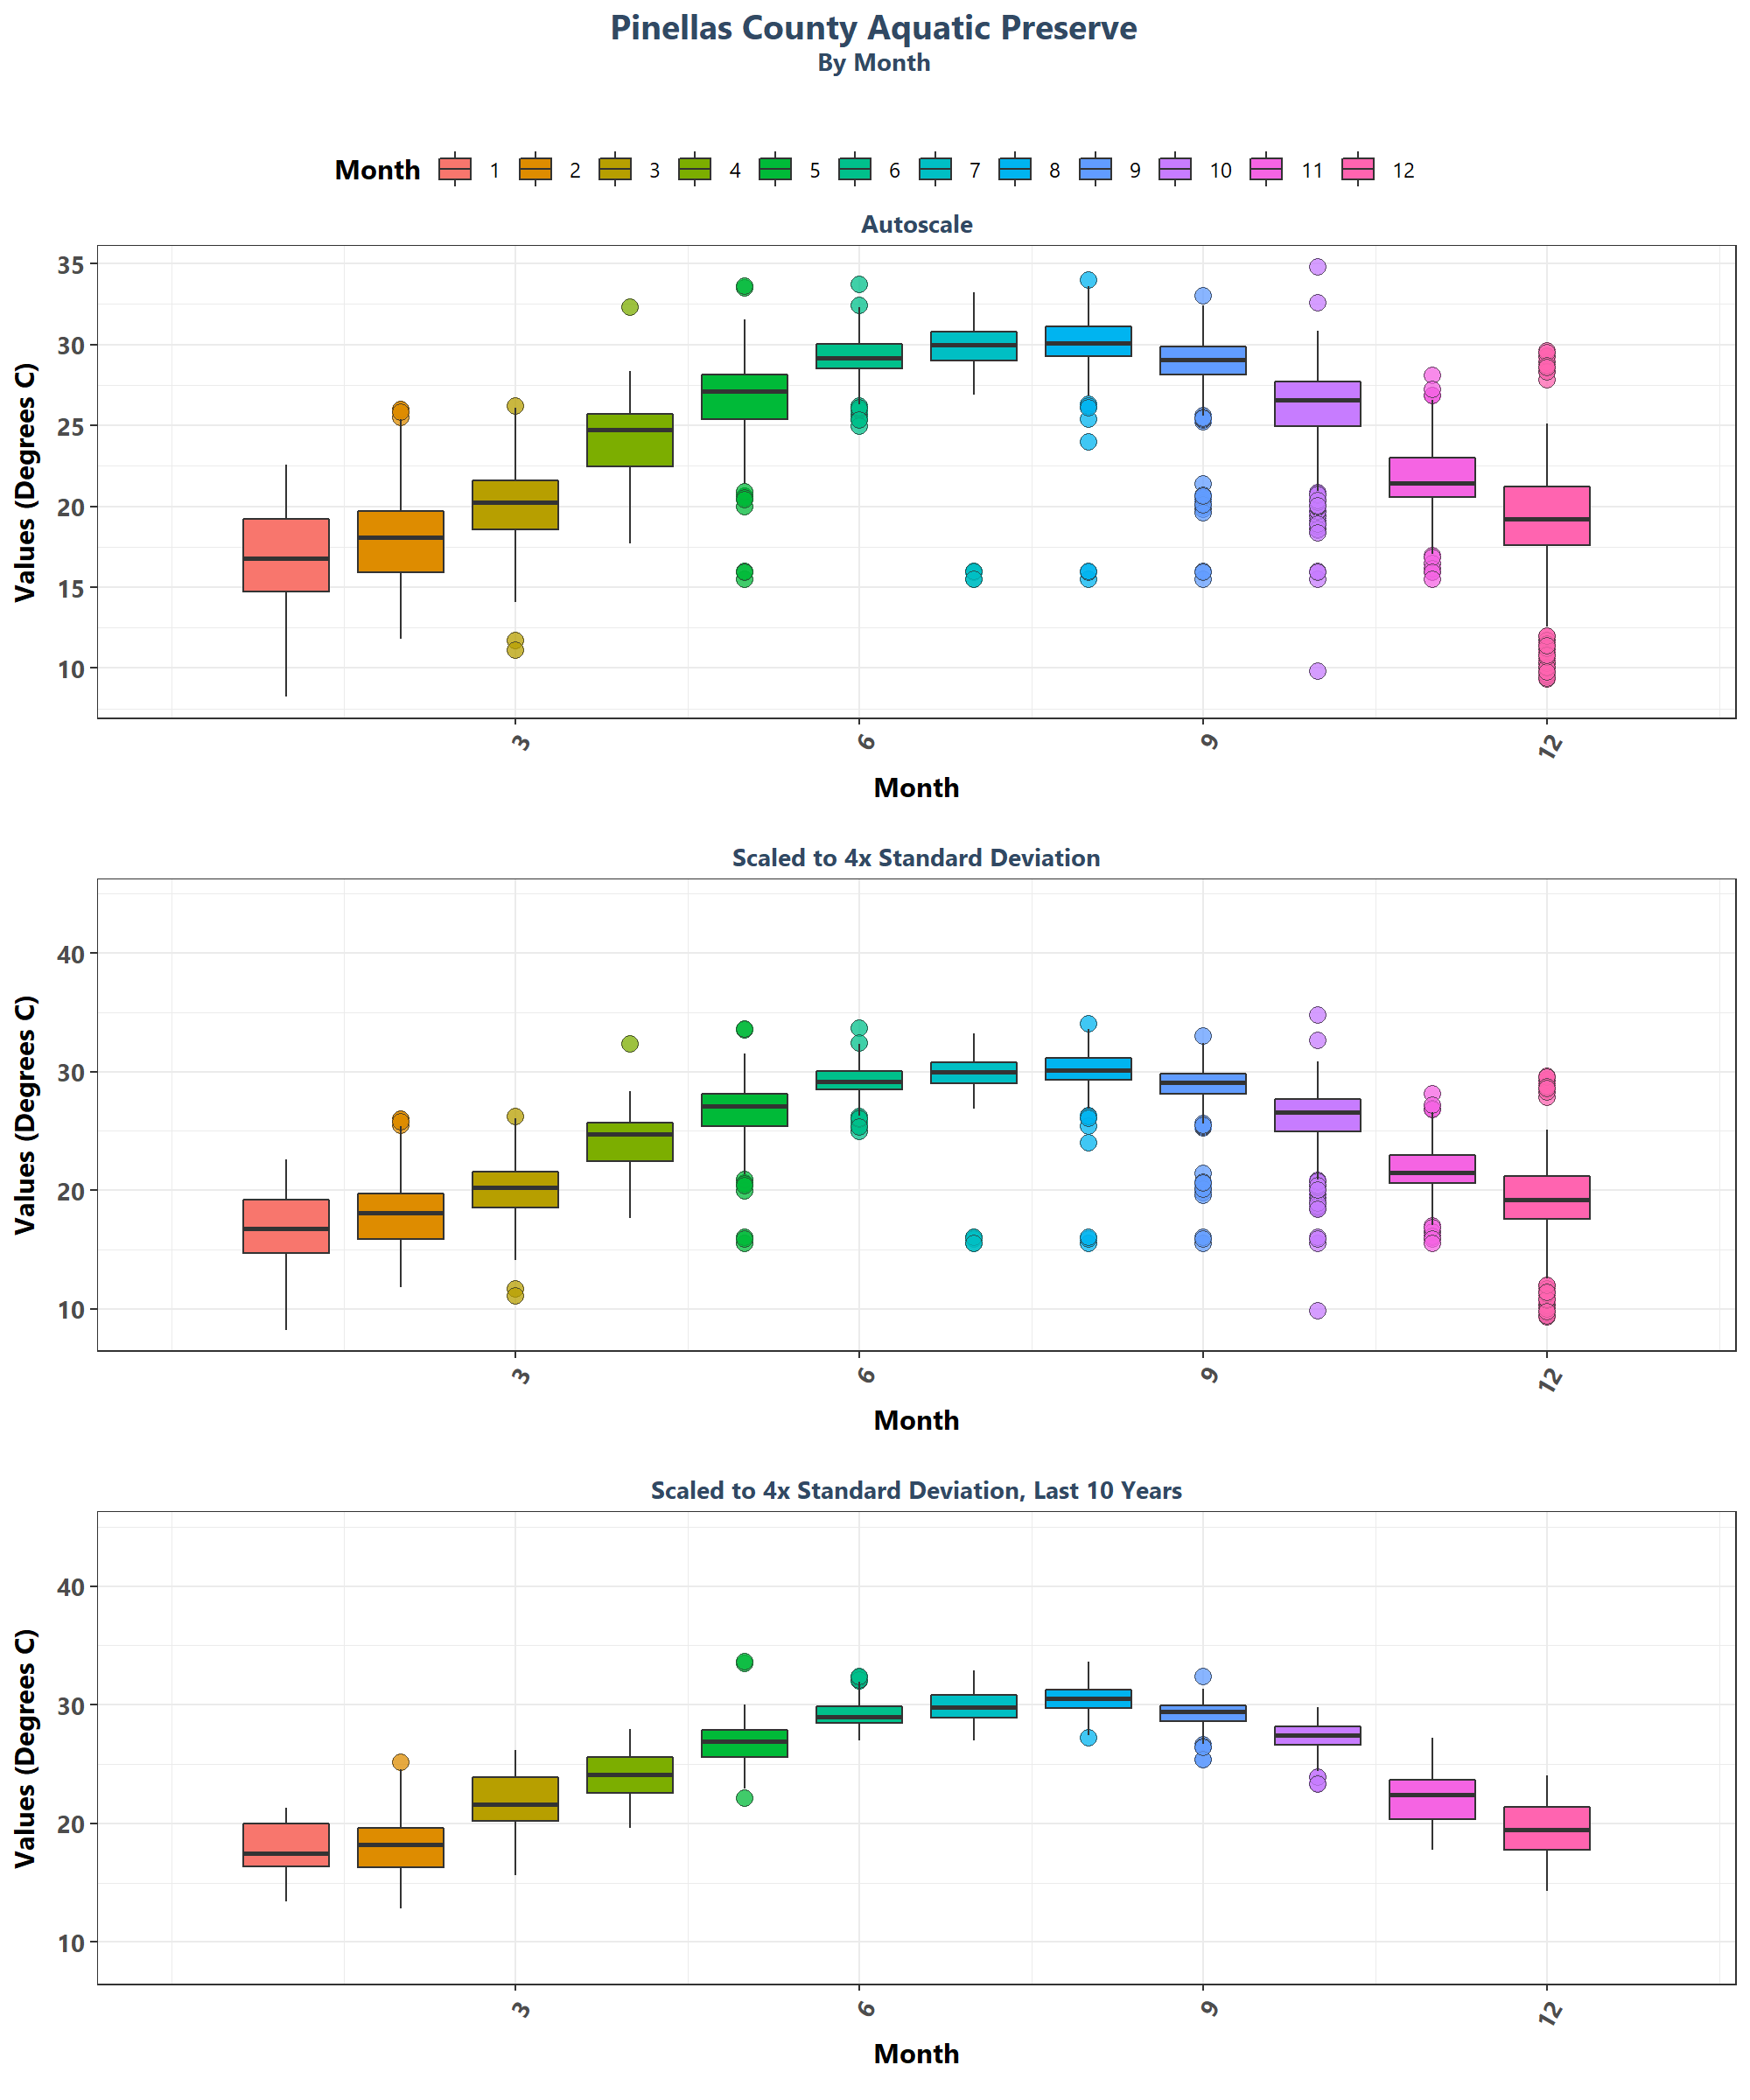 Pinellas County Aquatic Preserve
By Month
Month 1 2 3 4 5 6 7 8 9 10 11 12
Autoscale
Values (Degrees C)
35
30
25
20
15
10
3 6 9 12
Month
Scaled to 4x Standard Deviation
Values (Degrees C)
40
30
20
10
3 6 9 12
Month
Scaled to 4x Standard Deviation, Last 10 Years
Values (Degrees C)
40
30
20
10
3 6 9 12
Month